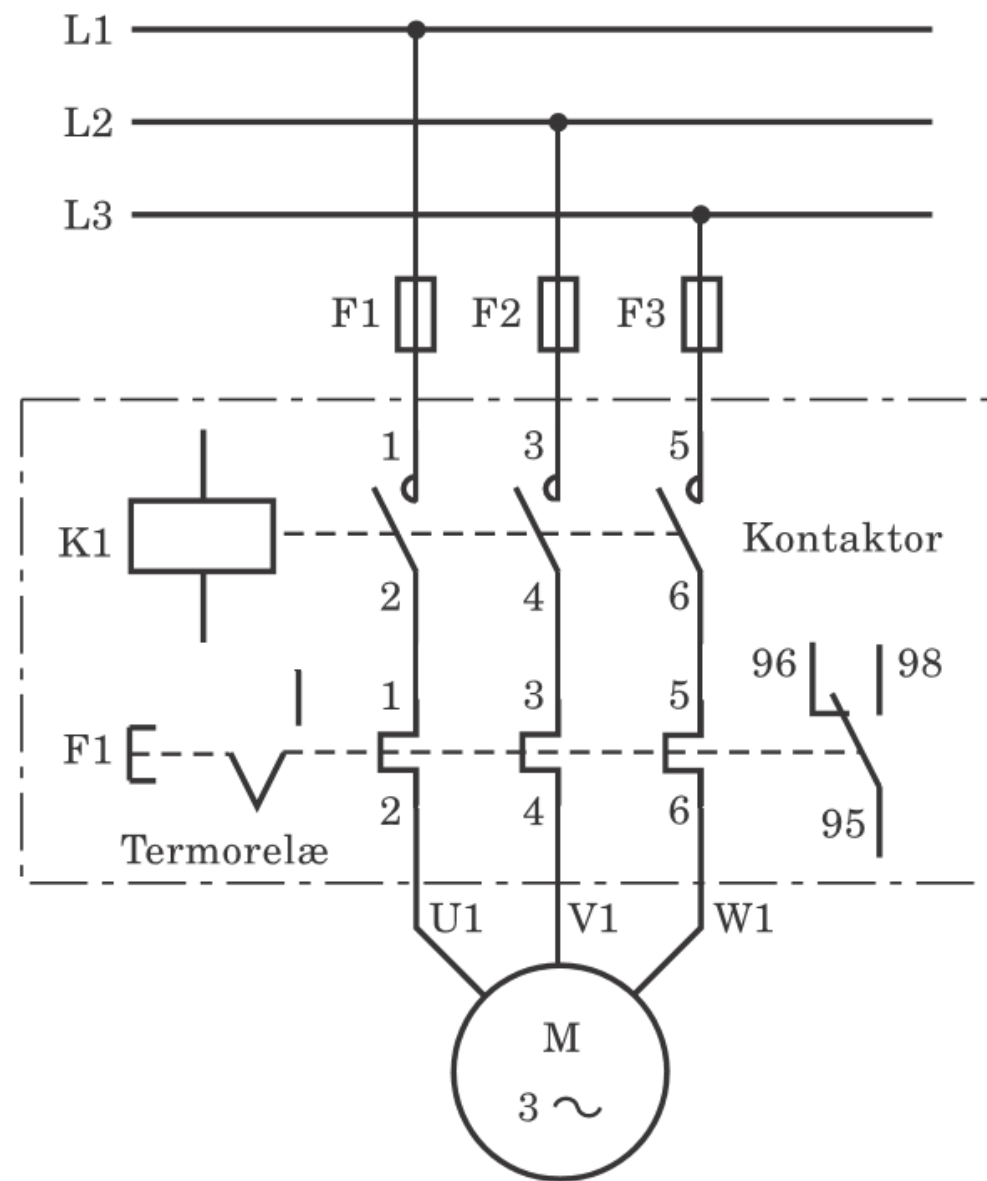 L1
L2
L3
F1 F2 F3
1 3 5
K1 Kontaktor
2 4 6
96 98
1 3 5
F1
2 4 6 95
Termorelæ
U1 V1 W1
M
3 ~